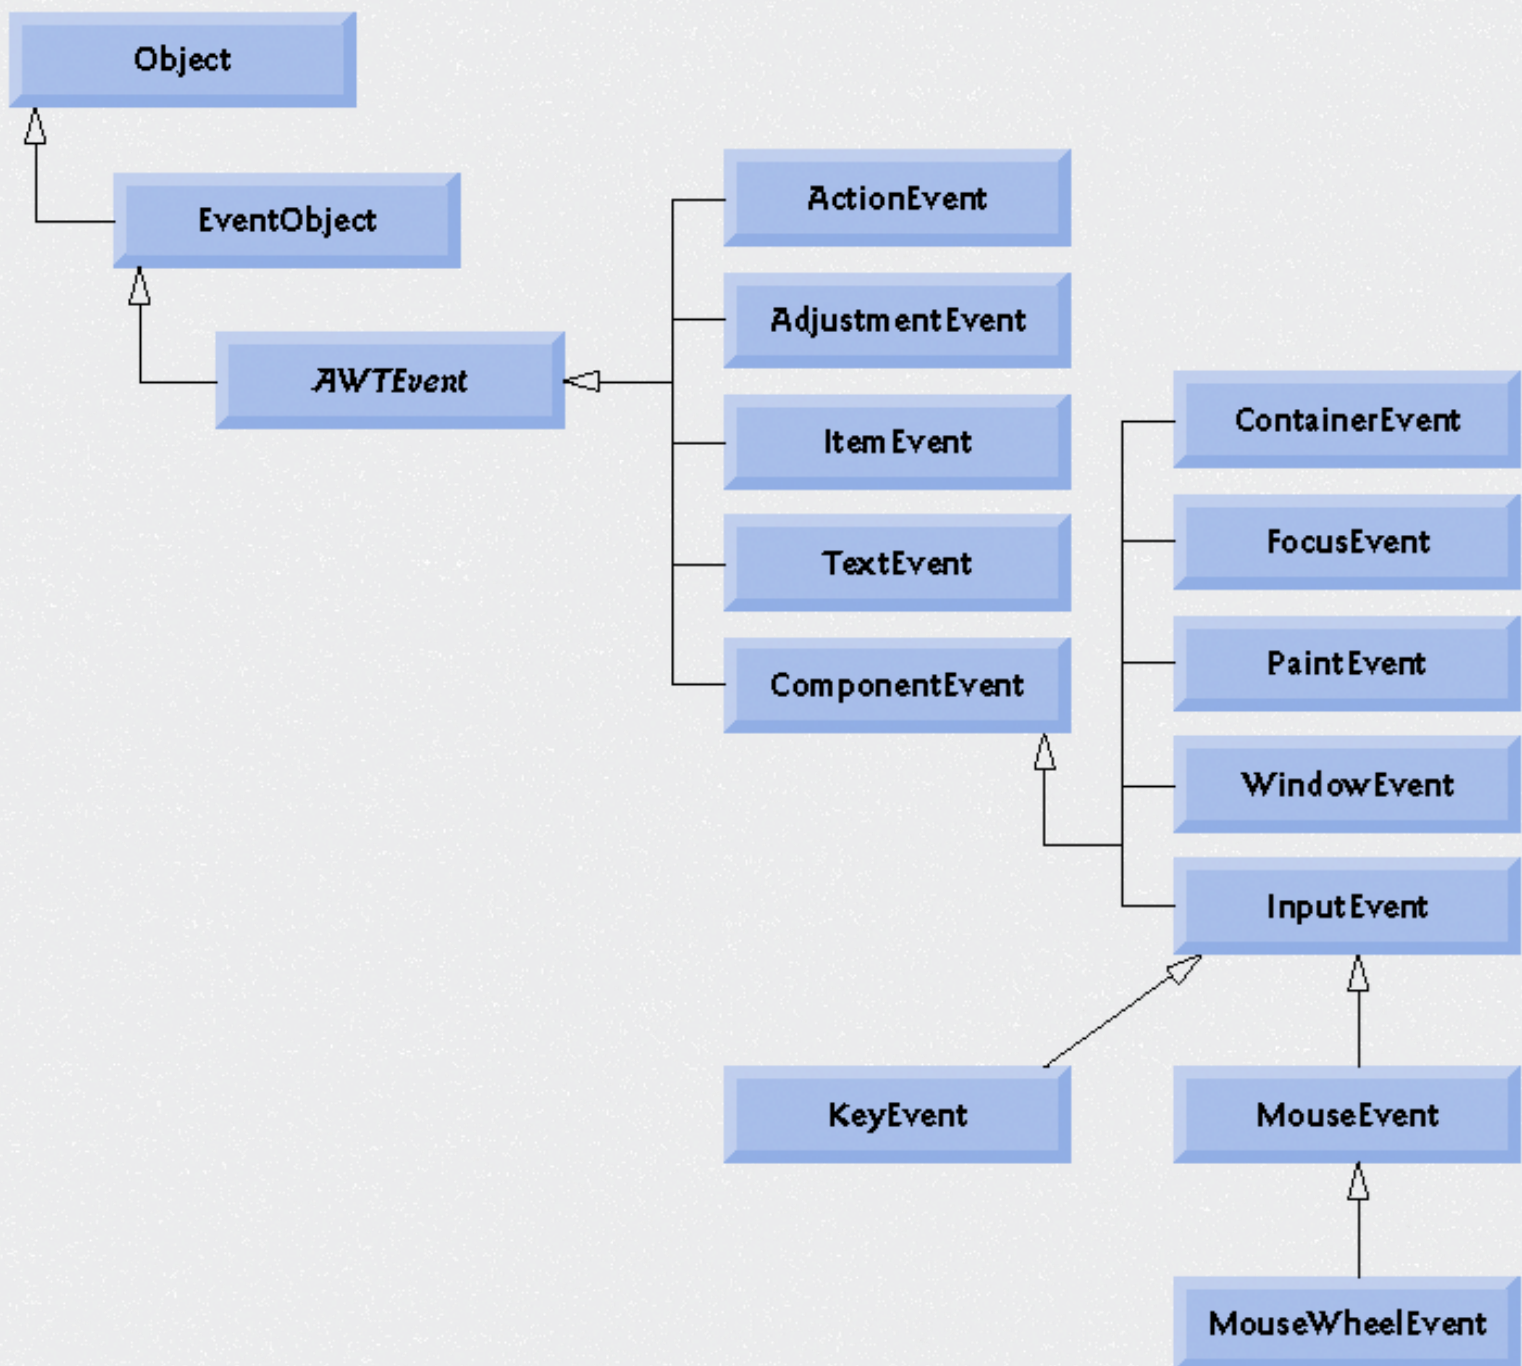 Object
EventObject
AWTEvent
ActionEvent
AdjustmentEvent
ItemEvent
TextEvent
ComponentEvent
ContainerEvent
FocusEvent
PaintEvent
WindowEvent
InputEvent
KeyEvent
MouseEvent
MouseWheelEvent